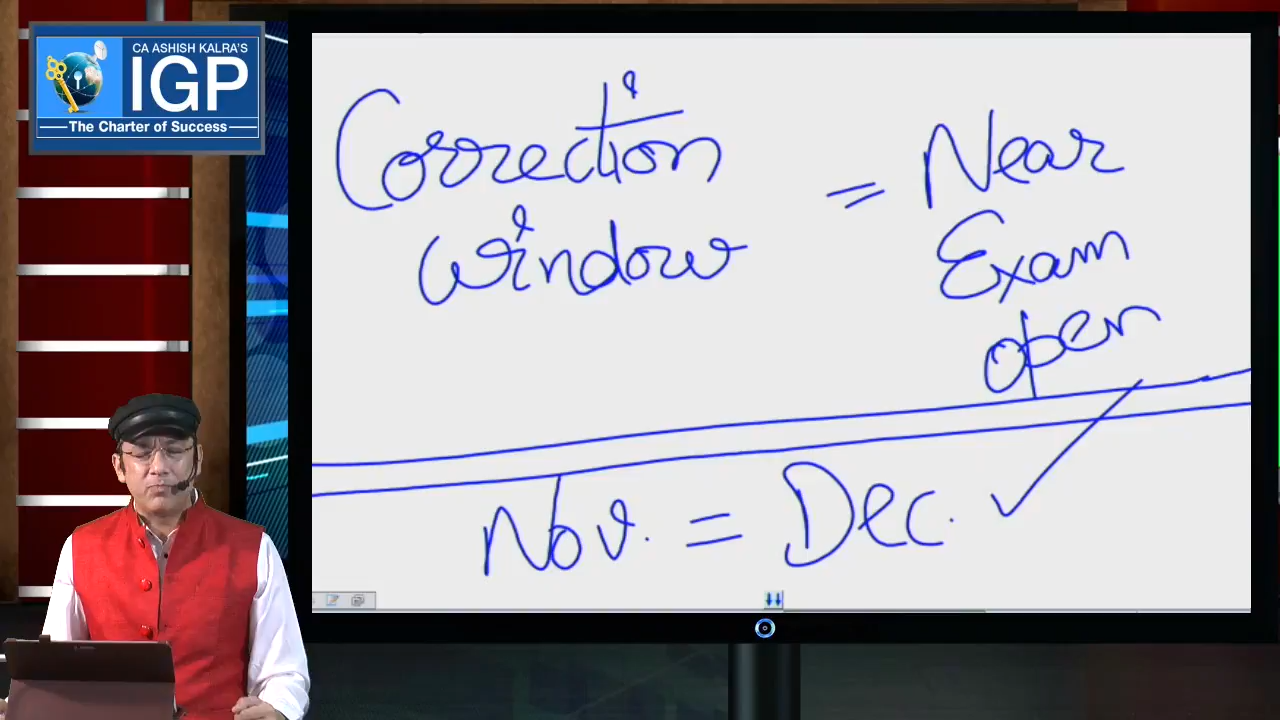 CA ASHISH KALRA'S
IGP
The Charter of Success
Correction
window
= Near
Exam
open
Nov. = Dec.